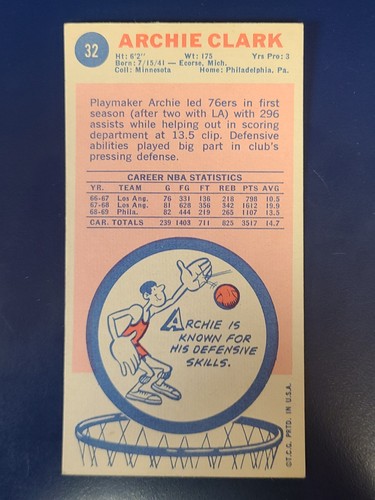 32
ARCHIE CLARK
Ht: 6'2" Wt: 175 Yrs Pro: 3
Born: 7/15/41 — Ecorse, Mich.
Coll: Minnesota Home: Philadelphia, Pa.
Playmaker Archie led 76ers in first
season (after two with LA) with 296
assists while helping out in scoring
department at 13.5 clip. Defensive
abilities played big part in club's
pressing defense.
CAREER NBA STATISTICS
YR. TEAM G FG FT REB PTS AVG
66-67 Los Ang. 76 331 136 218 798 10.5
67-68 Los Ang. 81 628 356 342 1612 19.9
68-69 Phila. 82 444 219 265 1107 13.5
CAR. TOTALS 239 1403 711 825 3517 14.7
ARCHIE IS
KNOWN FOR
HIS DEFENSIVE
SKILLS.
©T.C.G. PRTD. IN U.S.A.